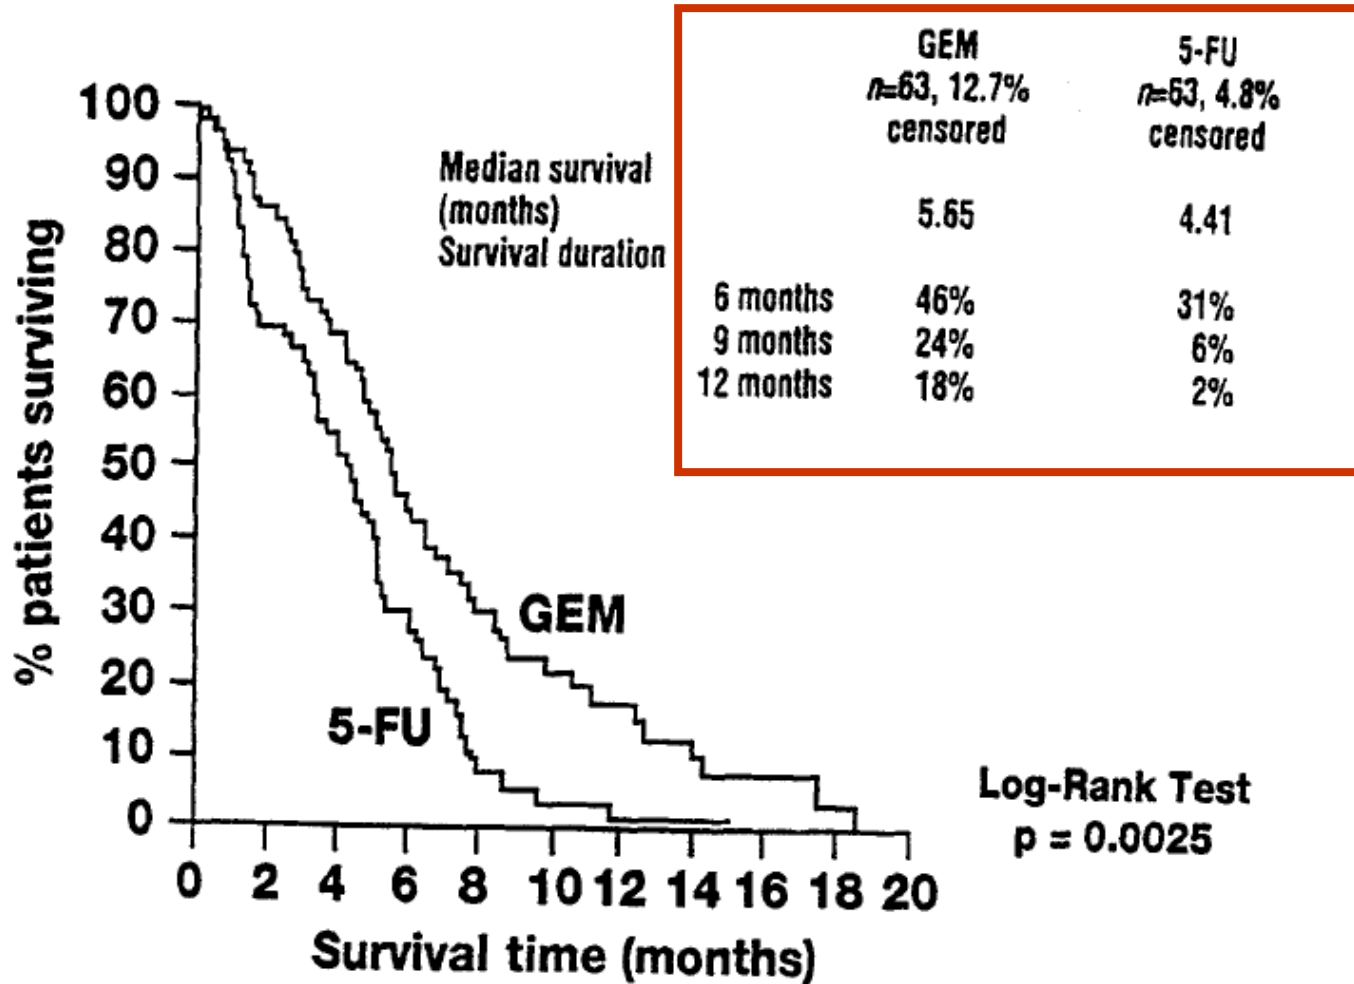 GEM 5-FU
n=63, 12.7% n=63, 4.8%
censored censored
Median survival
(months) 5.65 4.41
Survival duration
6 months 46% 31%
9 months 24% 6%
12 months 18% 2%
% patients surviving
100
90
80
70
60
50
40
30
20
10
0
GEM
5-FU
Log-Rank Test
p = 0.0025
0 2 4 6 8 10 12 14 16 18 20
Survival time (months)